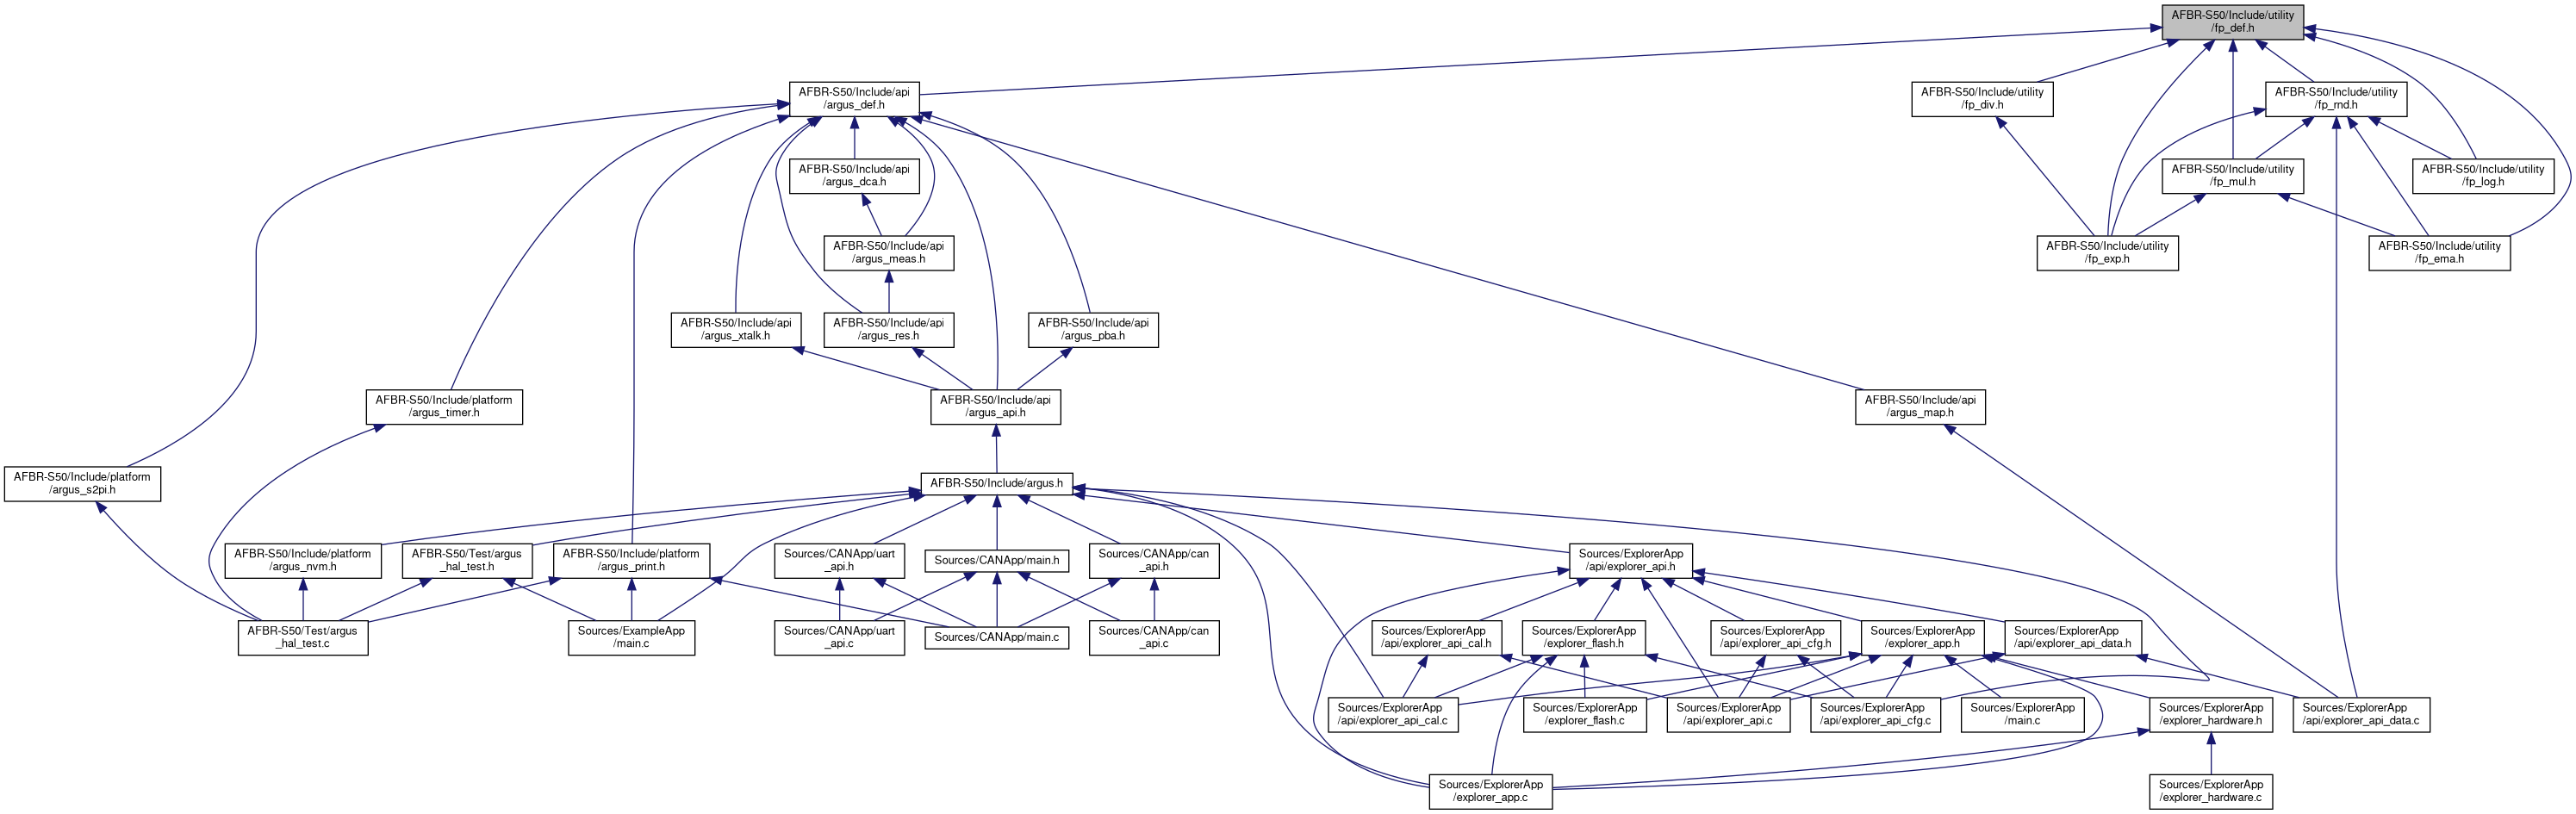 AFBR-S50/Include/utility
/fp_def.h
AFBR-S50/Include/api
/argus_def.h
AFBR-S50/Include/utility
/fp_div.h
AFBR-S50/Include/utility
/fp_rnd.h
AFBR-S50/Include/api
/argus_dca.h
AFBR-S50/Include/utility
/fp_mul.h
AFBR-S50/Include/utility
/fp_log.h
AFBR-S50/Include/api
/argus_meas.h
AFBR-S50/Include/utility
/fp_exp.h
AFBR-S50/Include/utility
/fp_ema.h
AFBR-S50/Include/api
/argus_xtalk.h
AFBR-S50/Include/api
/argus_res.h
AFBR-S50/Include/api
/argus_pba.h
AFBR-S50/Include/platform
/argus_timer.h
AFBR-S50/Include/api
/argus_api.h
AFBR-S50/Include/api
/argus_map.h
AFBR-S50/Include/platform
/argus_s2pi.h
AFBR-S50/Include/argus.h
AFBR-S50/Include/platform
/argus_nvm.h
AFBR-S50/Test/argus
_hal_test.h
AFBR-S50/Include/platform
/argus_print.h
Sources/CANApp/uart
_api.h
Sources/CANApp/main.h
Sources/CANApp/can
_api.h
Sources/ExplorerApp
/api/explorer_api.h
AFBR-S50/Test/argus
_hal_test.c
Sources/ExampleApp
/main.c
Sources/CANApp/uart
_api.c
Sources/CANApp/main.c
Sources/CANApp/can
_api.c
Sources/ExplorerApp
/api/explorer_api_cal.h
Sources/ExplorerApp
/explorer_flash.h
Sources/ExplorerApp
/api/explorer_api_cfg.h
Sources/ExplorerApp
/explorer_app.h
Sources/ExplorerApp
/api/explorer_api_data.h
Sources/ExplorerApp
/api/explorer_api_cal.c
Sources/ExplorerApp
/explorer_flash.c
Sources/ExplorerApp
/api/explorer_api.c
Sources/ExplorerApp
/api/explorer_api_cfg.c
Sources/ExplorerApp
/main.c
Sources/ExplorerApp
/explorer_hardware.h
Sources/ExplorerApp
/api/explorer_api_data.c
Sources/ExplorerApp
/explorer_app.c
Sources/ExplorerApp
/explorer_hardware.c